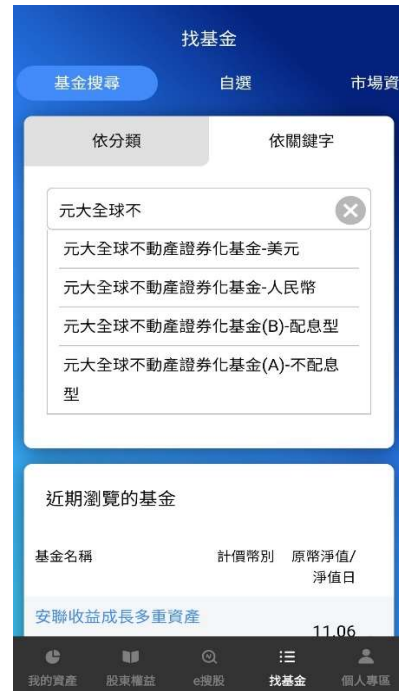 找基金
基金搜尋
自選
市場資
依分類
依關鍵字
元大全球不
元大全球不動產證券化基金-美元
元大全球不動產證券化基金-人民幣
元大全球不動產證券化基金(B)-配息型
元大全球不動產證券化基金(A)-不配息
型
近期瀏覽的基金
基金名稱
計價幣別
原幣淨值/
淨值日
安聯收益成長多重資產
11.06
我的資產
股東權益
e搜股
找基金
個人專區